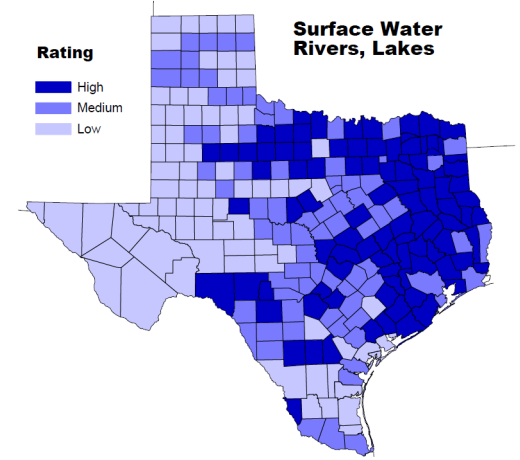 Surface Water
Rivers, Lakes
Rating
High
Medium
Low